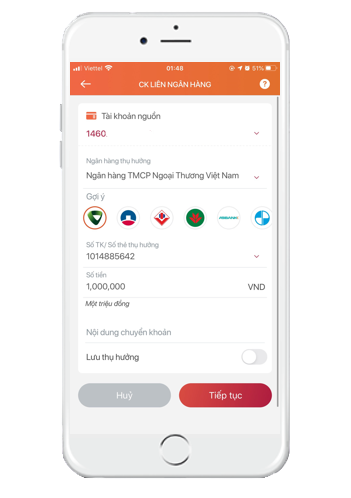 Viettel 01:48 51%
CK LIÊN NGÂN HÀNG
?
Tài khoản nguồn
1460
Ngân hàng thụ hưởng
Ngân hàng TMCP Ngoại Thương Việt Nam
Gợi ý
Số TK/ Số thẻ thụ hưởng
1014885642
Số tiền
1,000,000 VND
Một triệu đồng
Nội dung chuyển khoản
Lưu thụ hưởng
Huỷ Tiếp tục